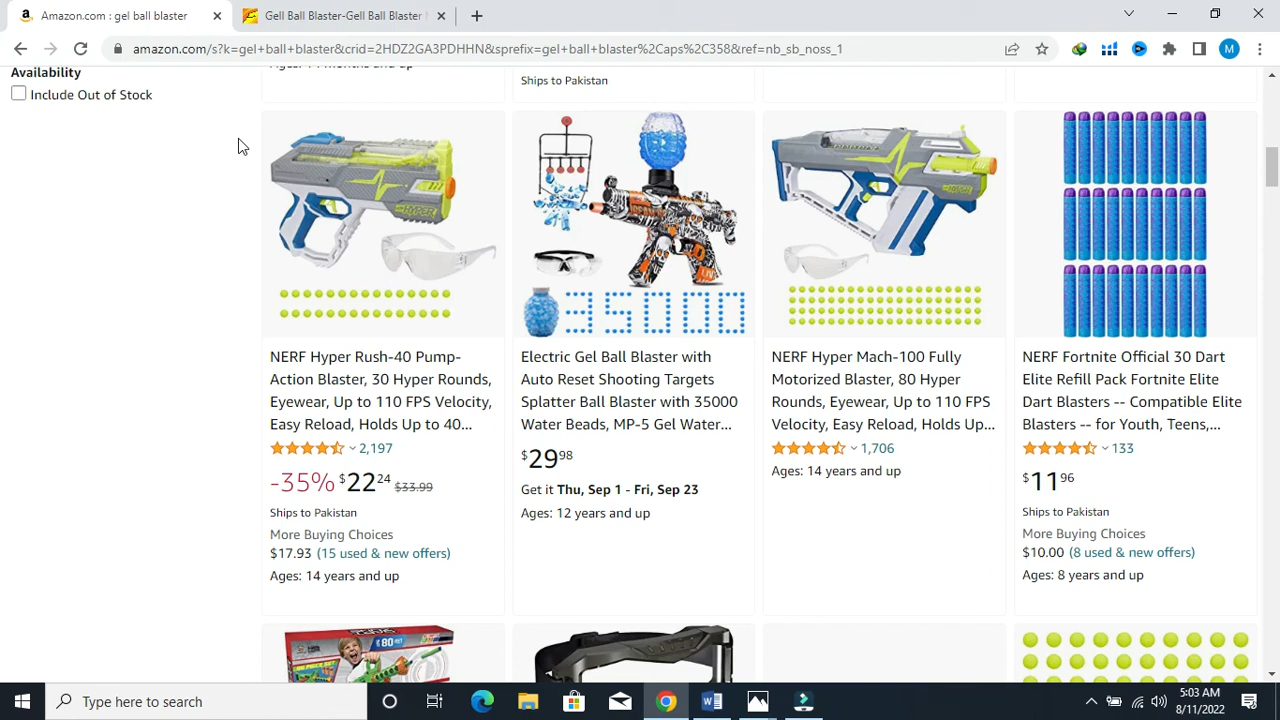 Amazon.com : gel ball blaster
Gell Ball Blaster-Gell Ball Blaster
amazon.com/s?k=gel+ball+blaster&crid=2HDZ2GA3PDHHN&sprefix=gel+ball+blaster%2Caps%2C358&ref=nb_sb_noss_1
M
Availability
Include Out of Stock
Ships to Pakistan
35000
NERF Hyper Rush-40 Pump-
Action Blaster, 30 Hyper Rounds,
Eyewear, Up to 110 FPS Velocity,
Easy Reload, Holds Up to 40...
2,197
-35% $22 24 $33.99
Ships to Pakistan
More Buying Choices
$17.93 (15 used & new offers)
Ages: 14 years and up
Electric Gel Ball Blaster with
Auto Reset Shooting Targets
Splatter Ball Blaster with 35000
Water Beads, MP-5 Gel Water...
$29 98
Get it Thu, Sep 1 - Fri, Sep 23
Ages: 12 years and up
NERF Hyper Mach-100 Fully
Motorized Blaster, 80 Hyper
Rounds, Eyewear, Up to 110 FPS
Velocity, Easy Reload, Holds Up...
1,706
Ages: 14 years and up
NERF Fortnite Official 30 Dart
Elite Refill Pack Fortnite Elite
Dart Blasters -- Compatible Elite
Blasters -- for Youth, Teens,...
133
$11 96
Ships to Pakistan
More Buying Choices
$10.00 (8 used & new offers)
Ages: 8 years and up
Type here to search
5:03 AM
8/11/2022